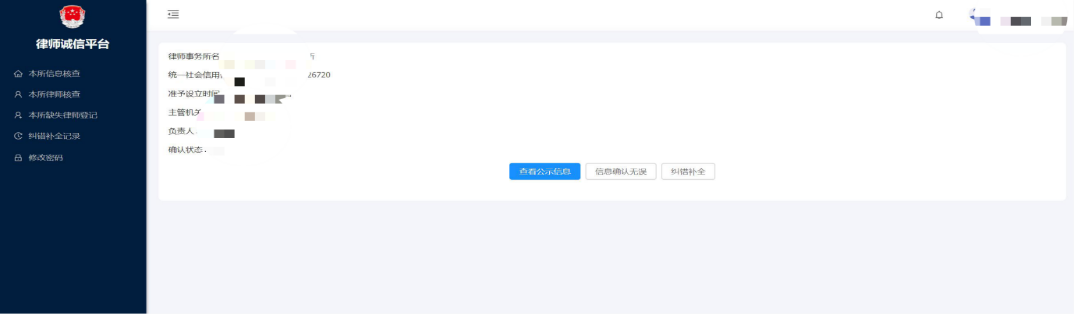 律师诚信平台
本所信息核查
本所律师核查
本所缺失律师登记
纠错补全记录
修改密码
律师事务所名
统一社会信用 26720
准予设立时间
主管机关
负责人
确认状态
查看公示信息 信息确认无误 纠错补全